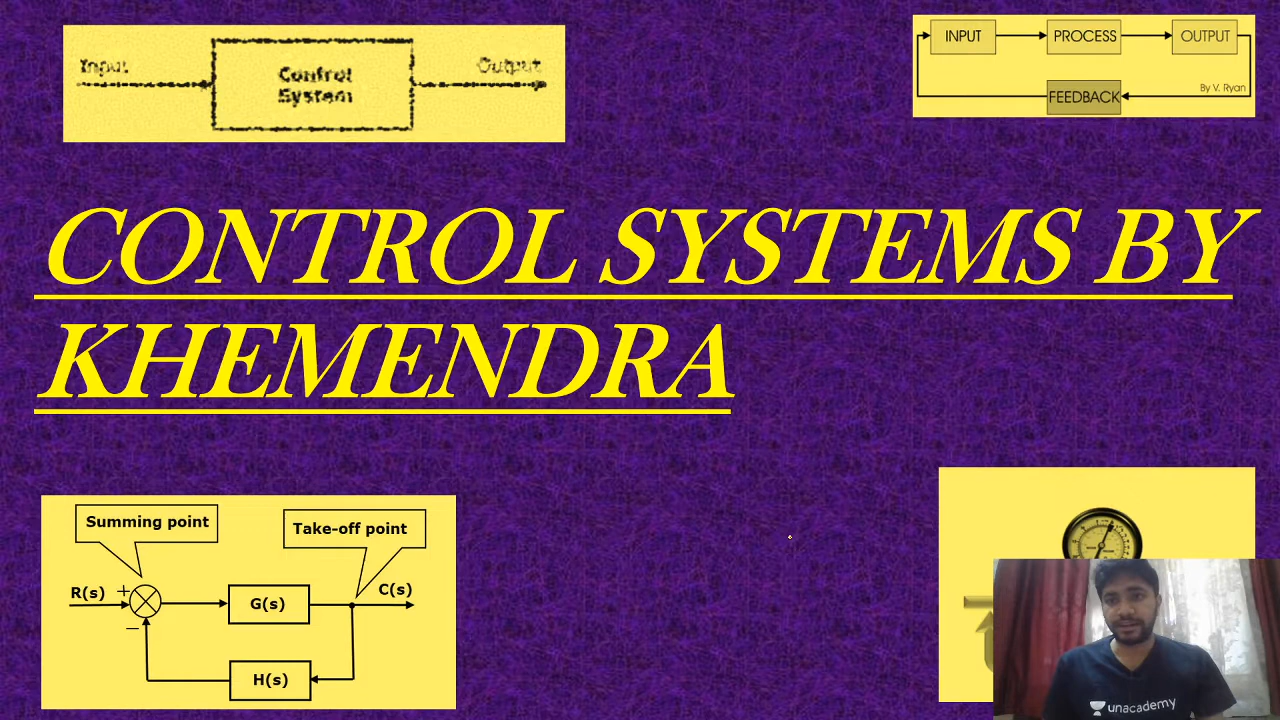 Input
Control
System
Output
INPUT
PROCESS
OUTPUT
FEEDBACK
By V. Ryan
CONTROL SYSTEMS BY
KHEMENDRA
Summing point
Take-off point
R(s)
+
−
G(s)
C(s)
H(s)
unacademy